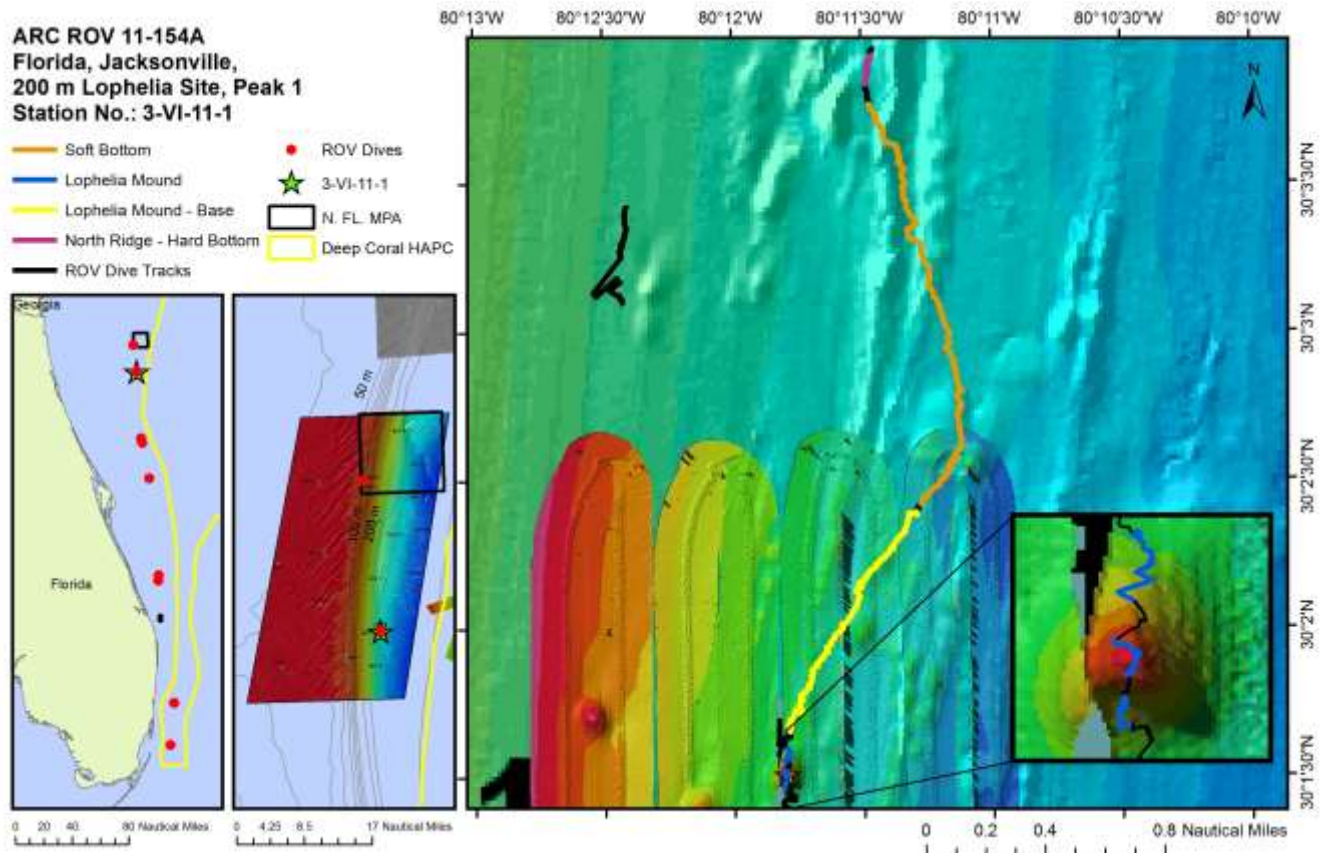 ARC ROV 11-154A
Florida, Jacksonville,
200 m Lophelia Site, Peak 1
Station No.: 3-VI-11-1
Soft Bottom
Lophelia Mound
Lophelia Mound - Base
North Ridge - Hard Bottom
ROV Dive Tracks
ROV Dives
3-VI-11-1
N. FL. MPA
Deep Coral HAPC
Georgia
Florida
0 20 40 80 Nautical Miles
50 m
200 m
0 4.25 8.5 17 Nautical Miles
80°13'W 80°12'30"W 80°12'W 80°11'30"W 80°11'W 80°10'30"W 80°10'W
N
30°3'30"N
30°3'N
30°2'30"N
30°2'N
30°1'30"N
0 0.2 0.4 0.8 Nautical Miles